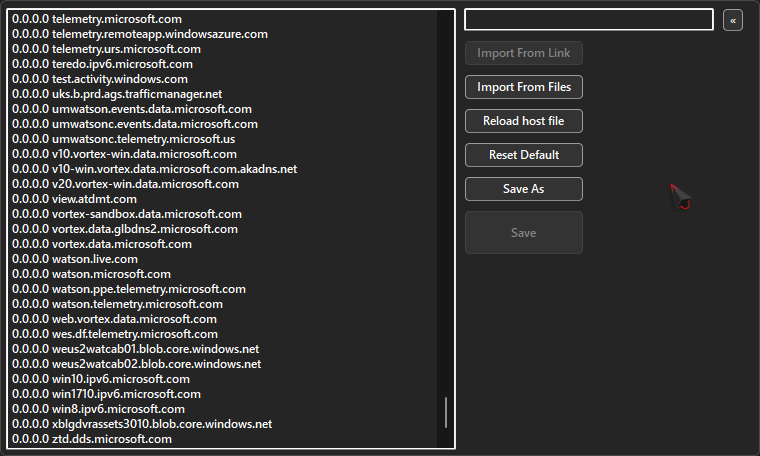 0.0.0.0 telemetry.microsoft.com
0.0.0.0 telemetry.remoteapp.windowsazure.com
0.0.0.0 telemetry.urs.microsoft.com
0.0.0.0 teredo.ipv6.microsoft.com
0.0.0.0 test.activity.windows.com
0.0.0.0 uks.b.prd.ags.trafficmanager.net
0.0.0.0 umwatson.events.data.microsoft.com
0.0.0.0 umwatsonc.events.data.microsoft.com
0.0.0.0 umwatsonc.telemetry.microsoft.us
0.0.0.0 v10.vortex-win.data.microsoft.com
0.0.0.0 v10-win.vortex.data.microsoft.com.akadns.net
0.0.0.0 v20.vortex-win.data.microsoft.com
0.0.0.0 view.atdmt.com
0.0.0.0 vortex-sandbox.data.microsoft.com
0.0.0.0 vortex.data.glbdns2.microsoft.com
0.0.0.0 vortex.data.microsoft.com
0.0.0.0 watson.live.com
0.0.0.0 watson.microsoft.com
0.0.0.0 watson.ppe.telemetry.microsoft.com
0.0.0.0 watson.telemetry.microsoft.com
0.0.0.0 web.vortex.data.microsoft.com
0.0.0.0 wes.df.telemetry.microsoft.com
0.0.0.0 weus2watcab01.blob.core.windows.net
0.0.0.0 weus2watcab02.blob.core.windows.net
0.0.0.0 win10.ipv6.microsoft.com
0.0.0.0 win1710.ipv6.microsoft.com
0.0.0.0 win8.ipv6.microsoft.com
0.0.0.0 xblgdvrassets3010.blob.core.windows.net
0.0.0.0 ztd.dds.microsoft.com
«
Import From Link
Import From Files
Reload host file
Reset Default
Save As
Save